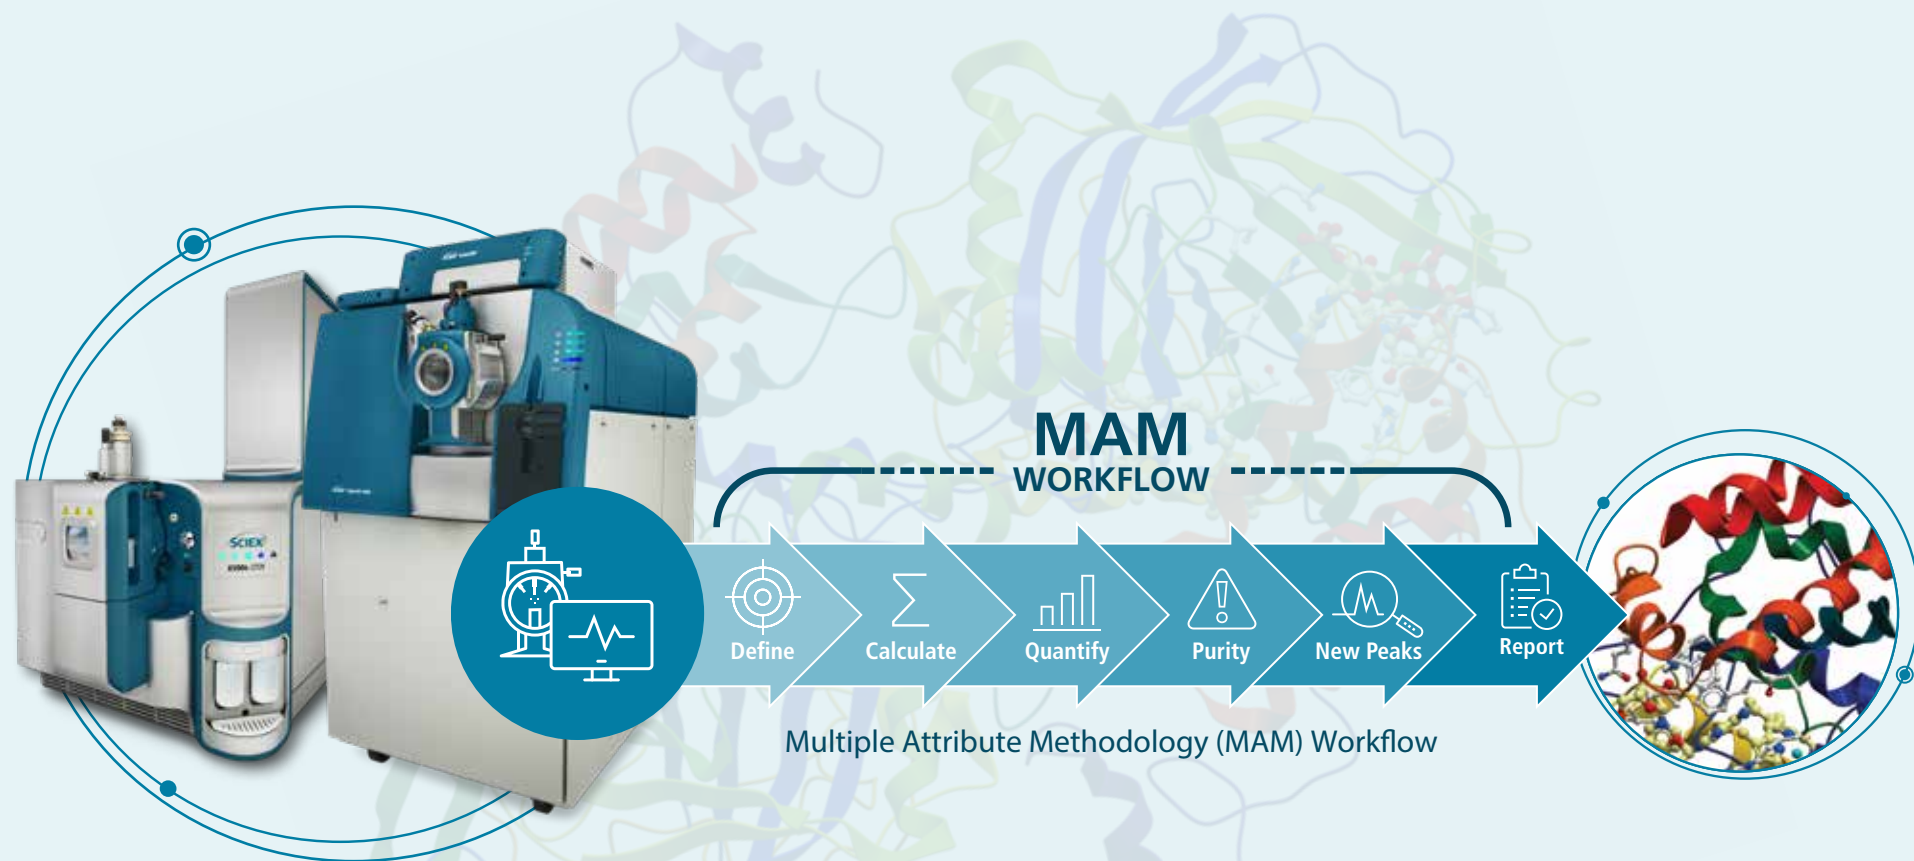 SCIEX
MAM
WORKFLOW
Define
Calculate
Quantify
Purity
New Peaks
Report
Multiple Attribute Methodology (MAM) Workflow